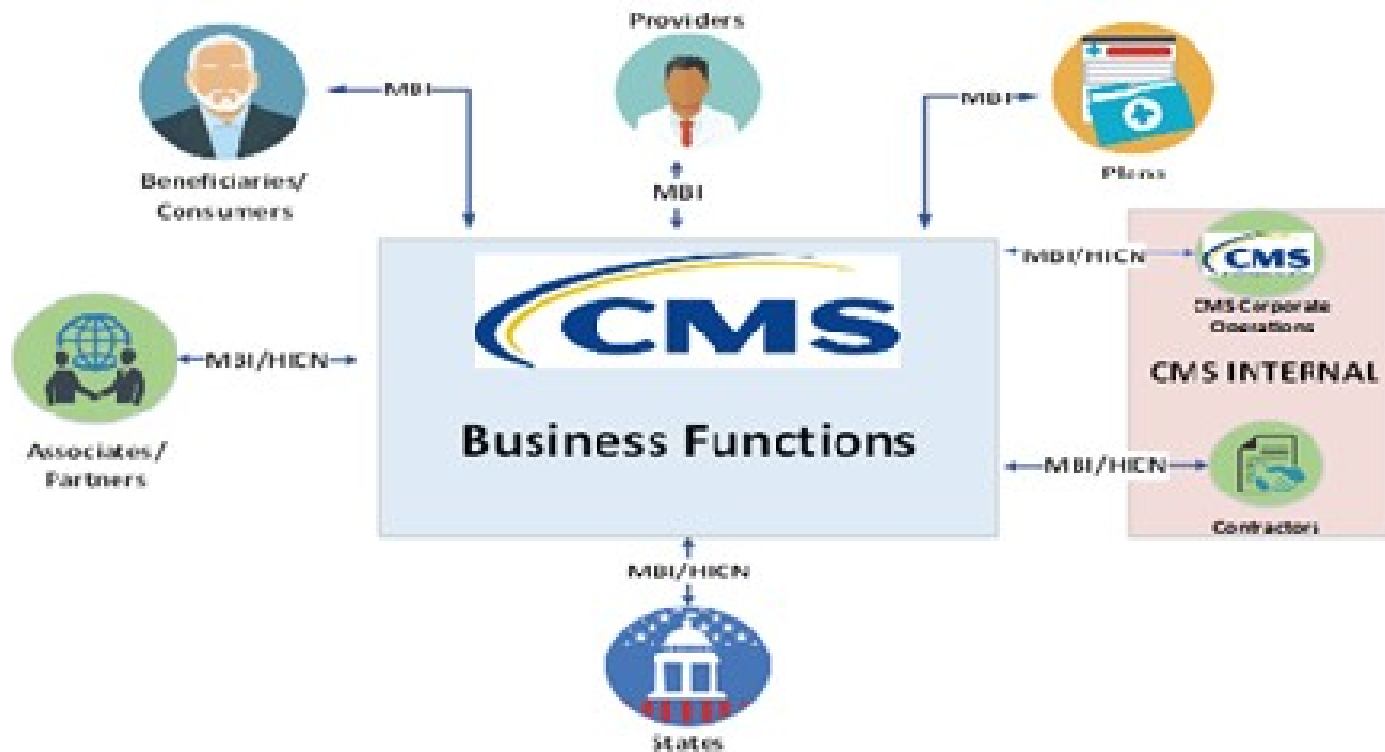 Providers
MBI
MBI
MBI
Beneficiaries/
Consumers
Plans
CMS
MBI/HICN
CMS
CMS Corporate
Operations
MBI/HICN
CMS INTERNAL
Business Functions
Associates/
Partners
MBI/HICN
Contractors
MBI/HICN
States